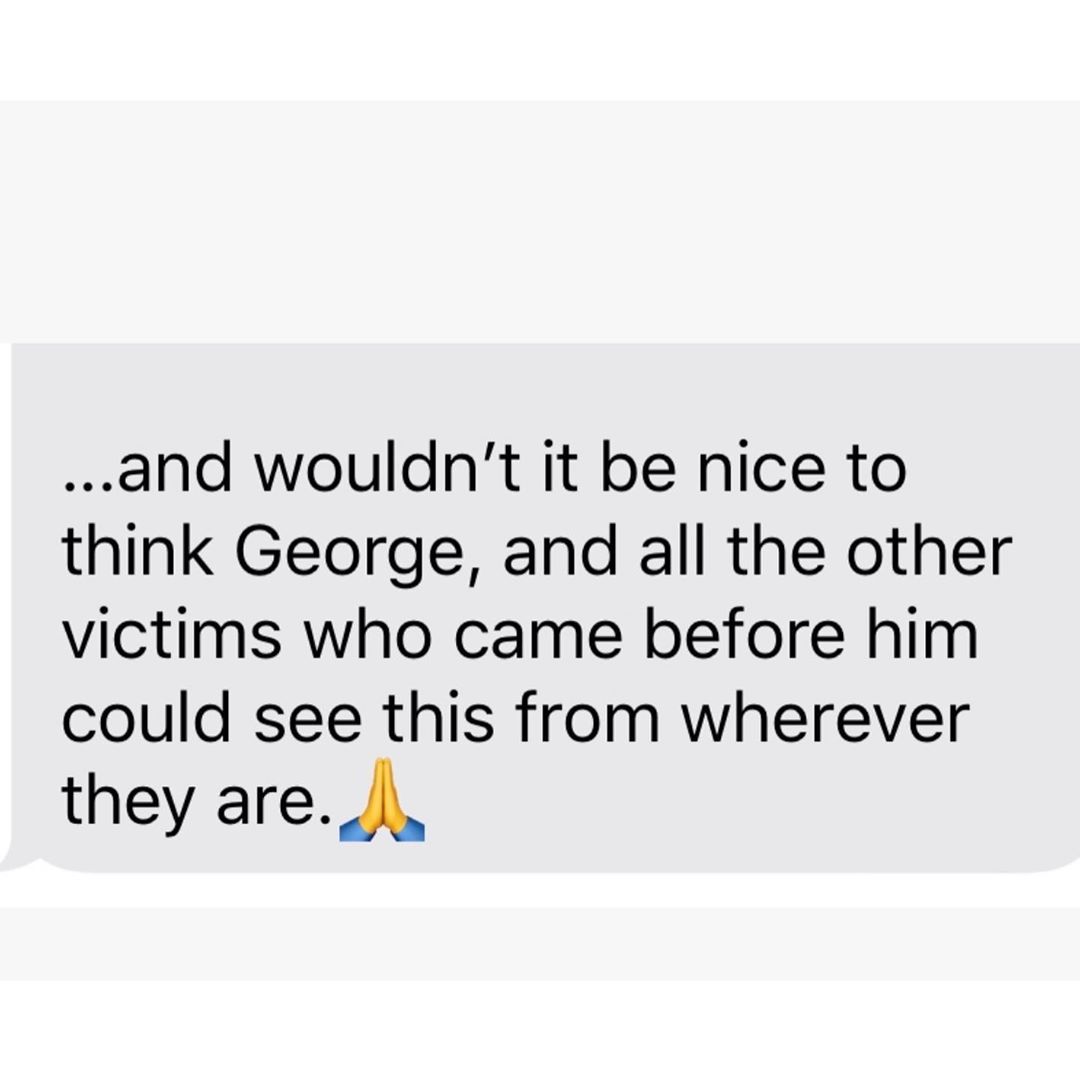 ...and wouldn’t it be nice to
think George, and all the other
victims who came before him
could see this from wherever
they are.🙏